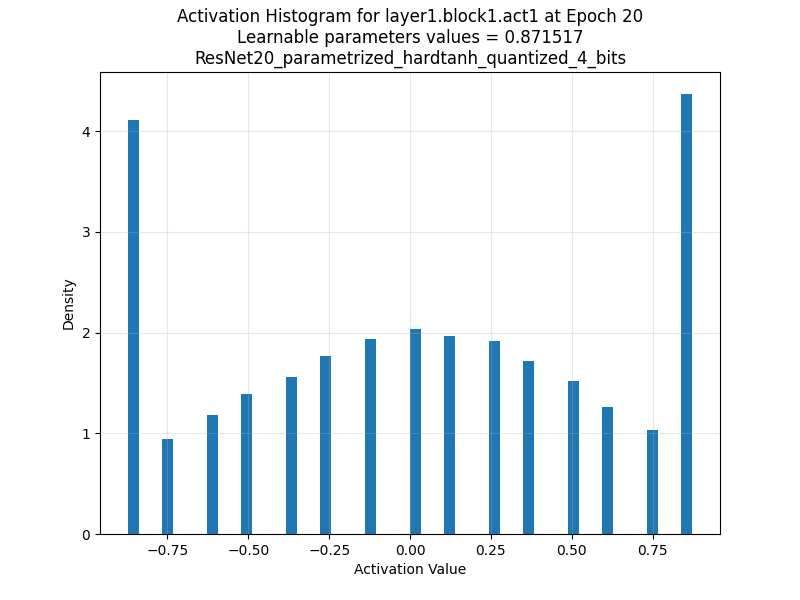 Activation Histogram for layer1.block1.act1 at Epoch 20
Learnable parameters values = 0.871517
ResNet20_parametrized_hardtanh_quantized_4_bits
4
3
2
1
0
Density
−0.75 −0.50 −0.25 0.00 0.25 0.50 0.75
Activation Value